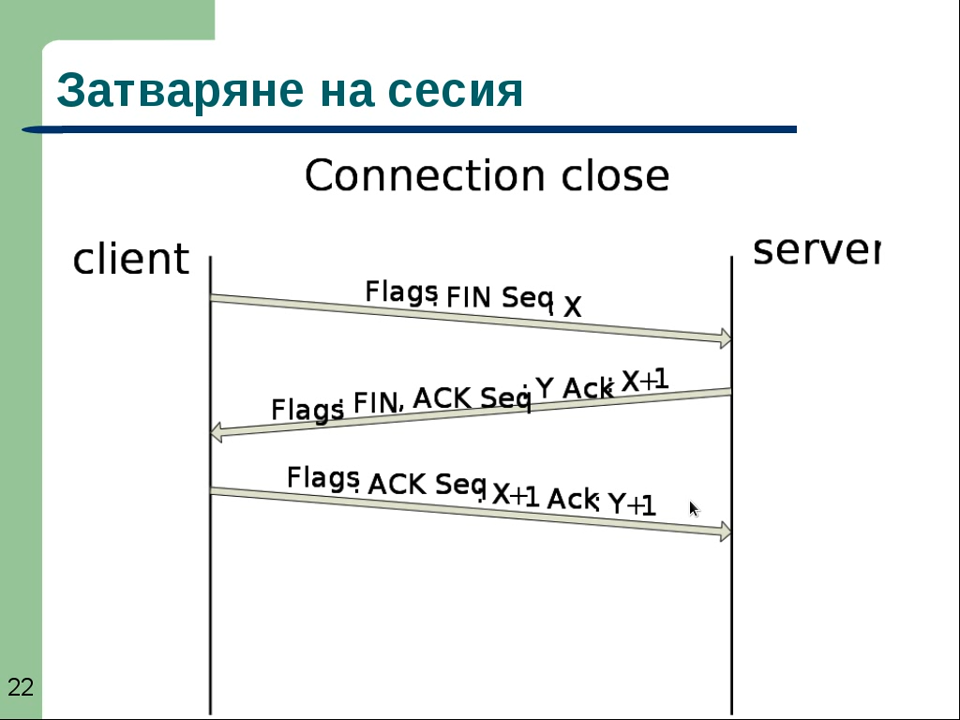 Затваряне на сесия
Connection close
client
server
Flags: FIN Seq: X
Flags: FIN, ACK Seq: Y Ack: X+1
Flags: ACK Seq: X+1 Ack: Y+1
22